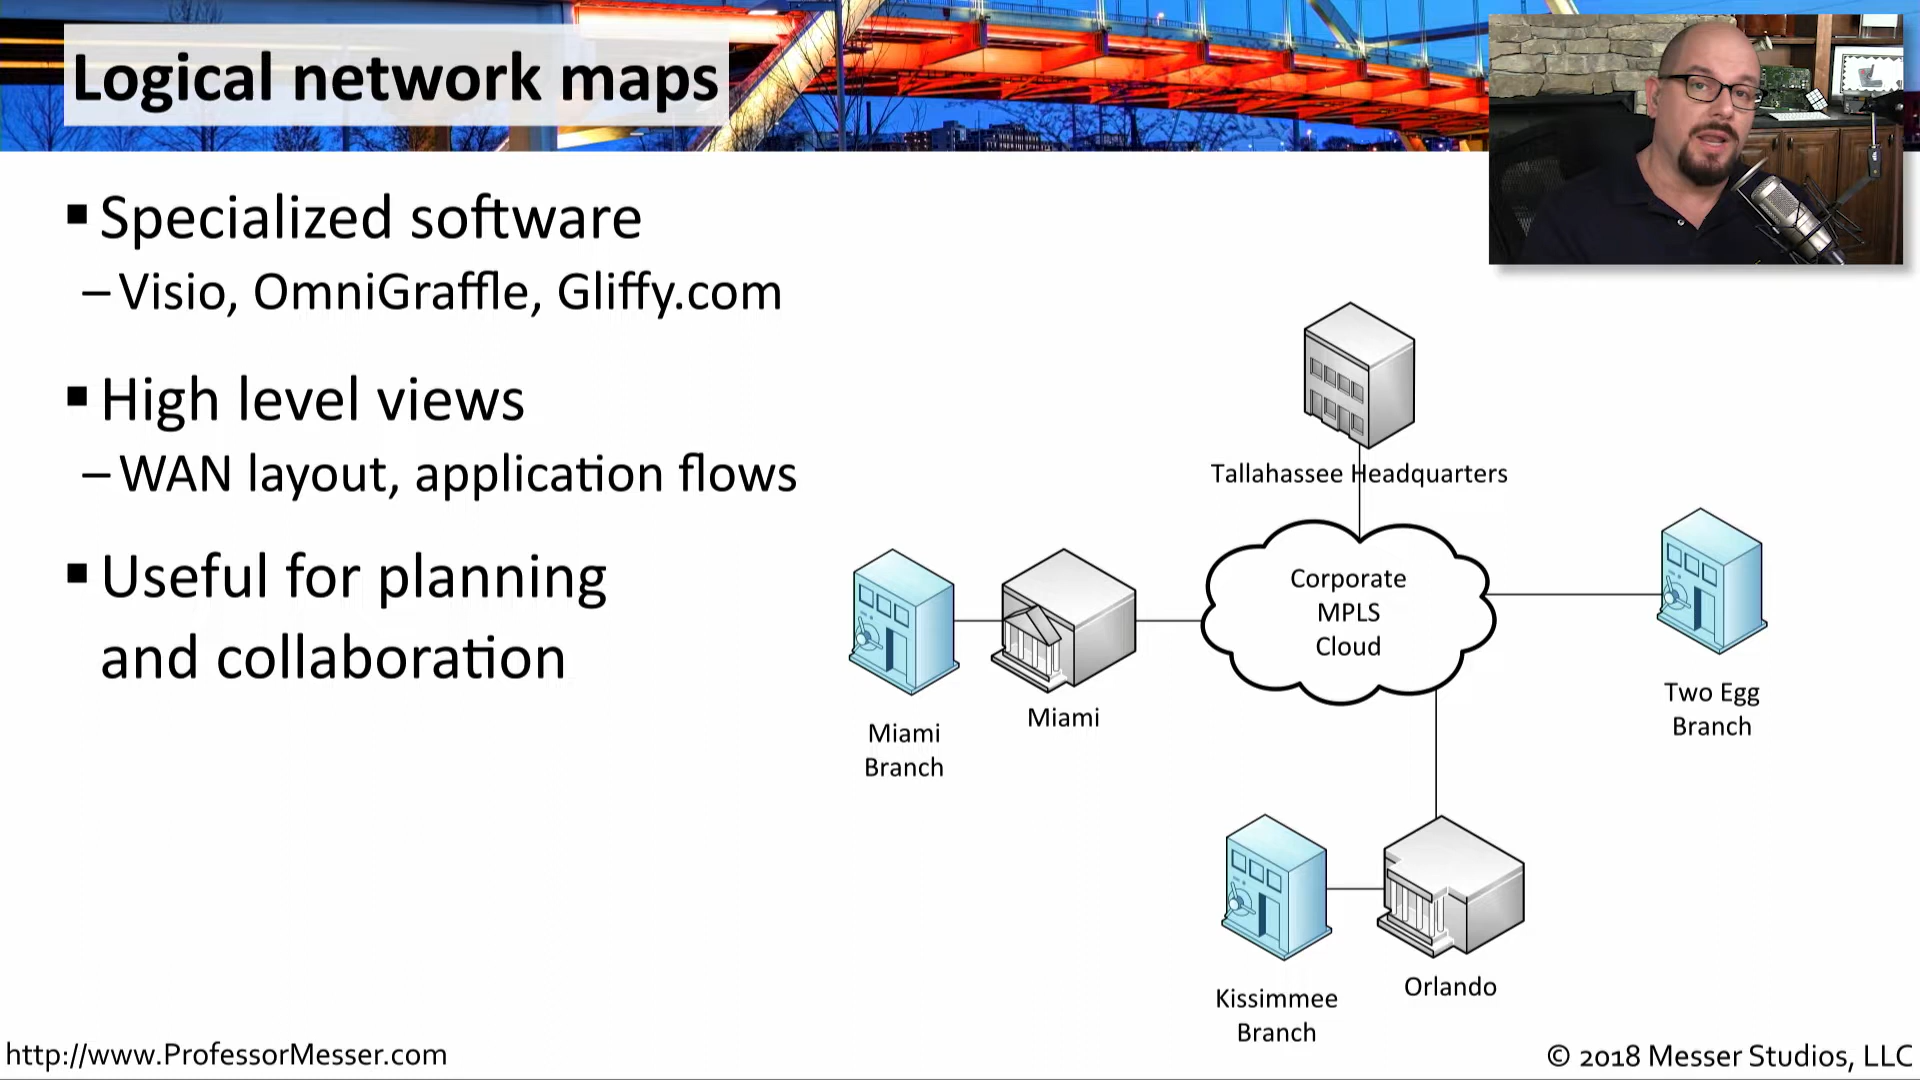 Logical network maps
▪ Specialized software
– Visio, OmniGraffle, Gliffy.com
▪ High level views
– WAN layout, application flows
▪ Useful for planning
and collaboration
Tallahassee Headquarters
Corporate
MPLS
Cloud
Two Egg
Branch
Miami
Miami
Branch
Orlando
Kissimmee
Branch
http://www.ProfessorMesser.com
© 2018 Messer Studios, LLC